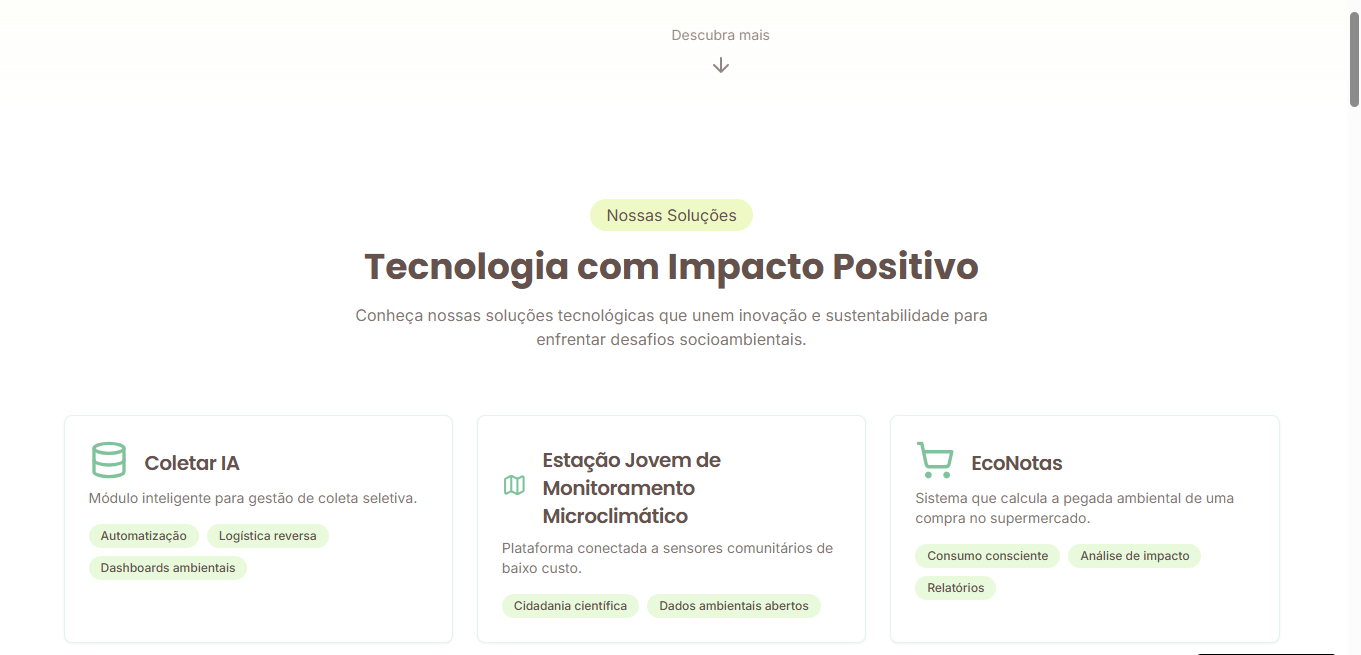 Descubra mais
Nossas Soluções
Tecnologia com Impacto Positivo
Conheça nossas soluções tecnológicas que unem inovação e sustentabilidade para
enfrentar desafios socioambientais.
Coletar IA
Módulo inteligente para gestão de coleta seletiva.
Automatização
Logística reversa
Dashboards ambientais
Estação Jovem de
Monitoramento
Microclimático
Plataforma conectada a sensores comunitários de
baixo custo.
Cidadania científica
Dados ambientais abertos
EcoNotas
Sistema que calcula a pegada ambiental de uma
compra no supermercado.
Consumo consciente
Análise de impacto
Relatórios